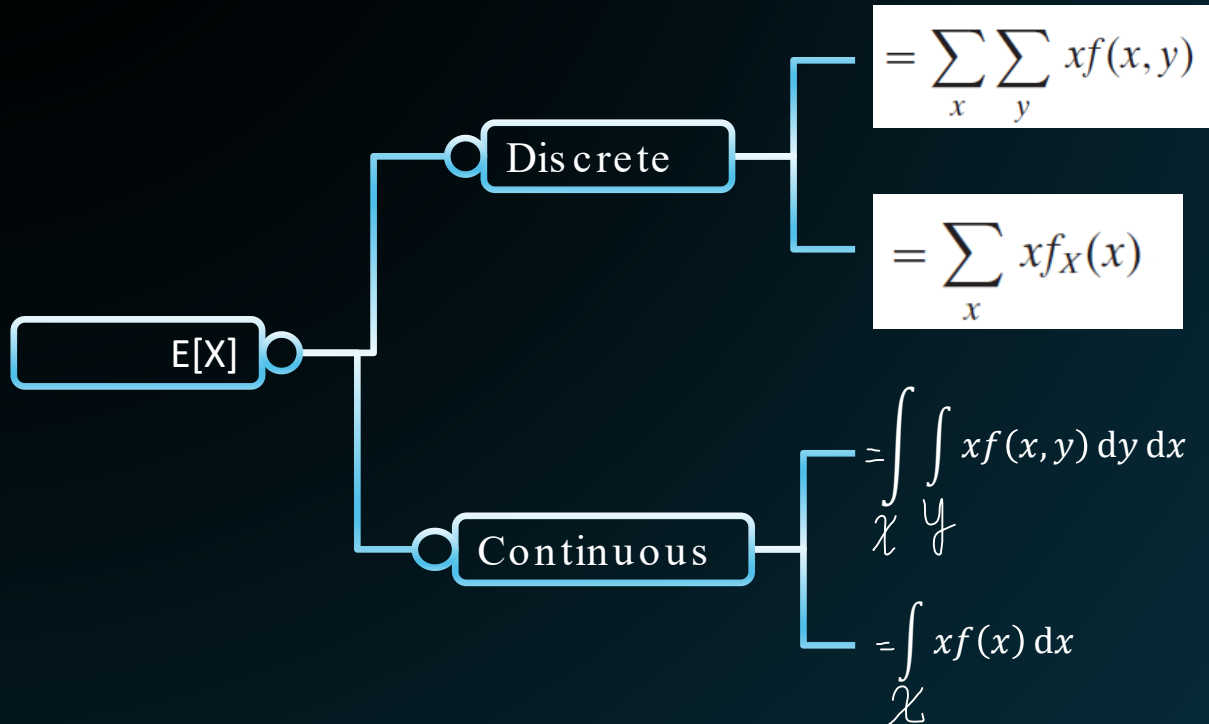 E[X]
Discrete
= ∑_x ∑_y xf(x, y)
= ∑_x xf_X(x)
Continuous
= ∫_x ∫_y xf(x, y) dy dx
= ∫_x xf(x) dx